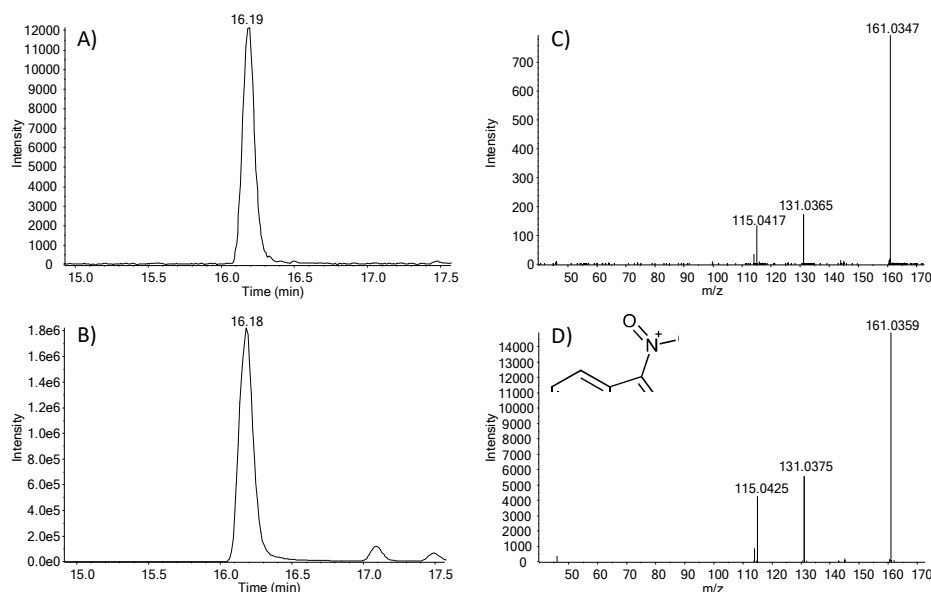 A)
16.19
12000
11000
10000
9000
8000
7000
6000
5000
4000
3000
2000
1000
0
Intensity
15.0 15.5 16.0 16.5 17.0 17.5
Time (min)
B)
16.18
1.8e6
1.6e6
1.4e6
1.2e6
1.0e6
8.0e5
6.0e5
4.0e5
2.0e5
0.0e0
Intensity
15.0 15.5 16.0 16.5 17.0 17.5
Time (min)
C)
161.0347
131.0365
115.0417
700
600
500
400
300
200
100
0
Intensity
50 60 70 80 90 100 110 120 130 140 150 160 170
m/z
D)
161.0359
131.0375
115.0425
O
N
+
14000
13000
12000
11000
10000
9000
8000
7000
6000
5000
4000
3000
2000
1000
0
Intensity
50 60 70 80 90 100 110 120 130 140 150 160 170
m/z